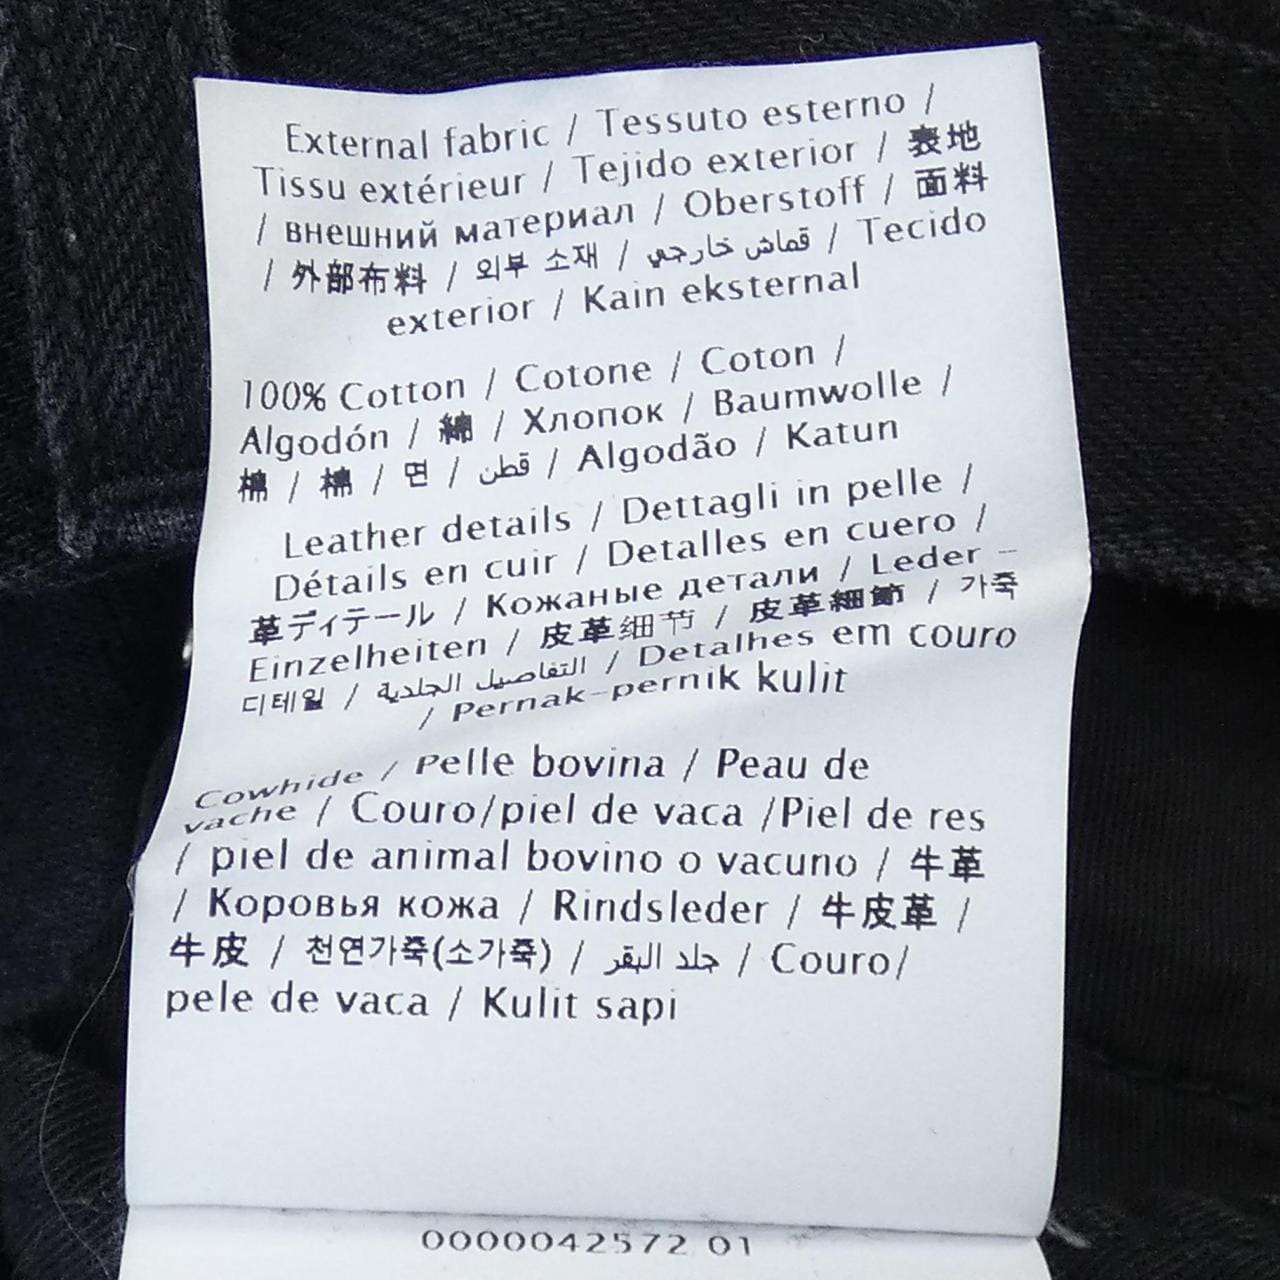 External fabric / Tessuto esterno /
Tissu extérieur / Tejido exterior / 表地
/ внешний материал / Oberstoff / 面料
/ 外部布料 / 외부 소재 / قماش خارجي / Tecido
exterior / Kain eksternal
100% Cotton / Cotone / Coton /
Algodón / 綿 / Хлопок / Baumwolle /
棉 / 棉 / 면 / قطن / Algodão / Katun
Leather details / Dettagli in pelle /
Détails en cuir / Detalles en cuero /
革ディテール / Кожаные детали / Leder -
Einzelheiten / 皮革细节 / 皮革細節 / 가죽
디테일 / التفاصيل الجلدية / Detalhes em couro
/ Pernak-pernik kulit
Cowhide / Pelle bovina / Peau de
vache / Couro/piel de vaca /Piel de res
/ piel de animal bovino o vacuno / 牛革
/ Коровья кожа / Rindsleder / 牛皮革 /
牛皮 / 천연가죽(소가죽) / جلد البقر / Couro/
pele de vaca / Kulit sapi
0000042572 01